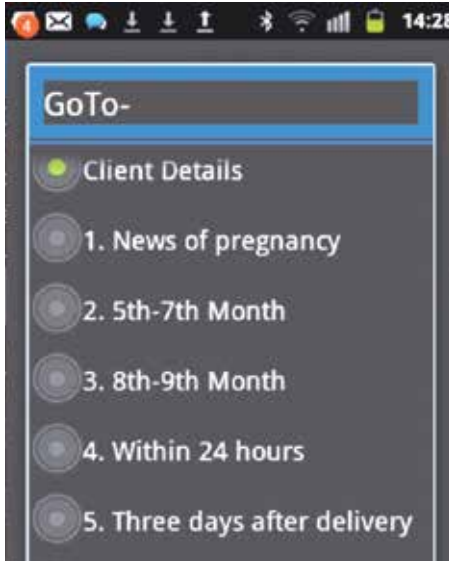 4
14:28
GoTo-
Client Details
1. News of pregnancy
2. 5th-7th Month
3. 8th-9th Month
4. Within 24 hours
5. Three days after delivery